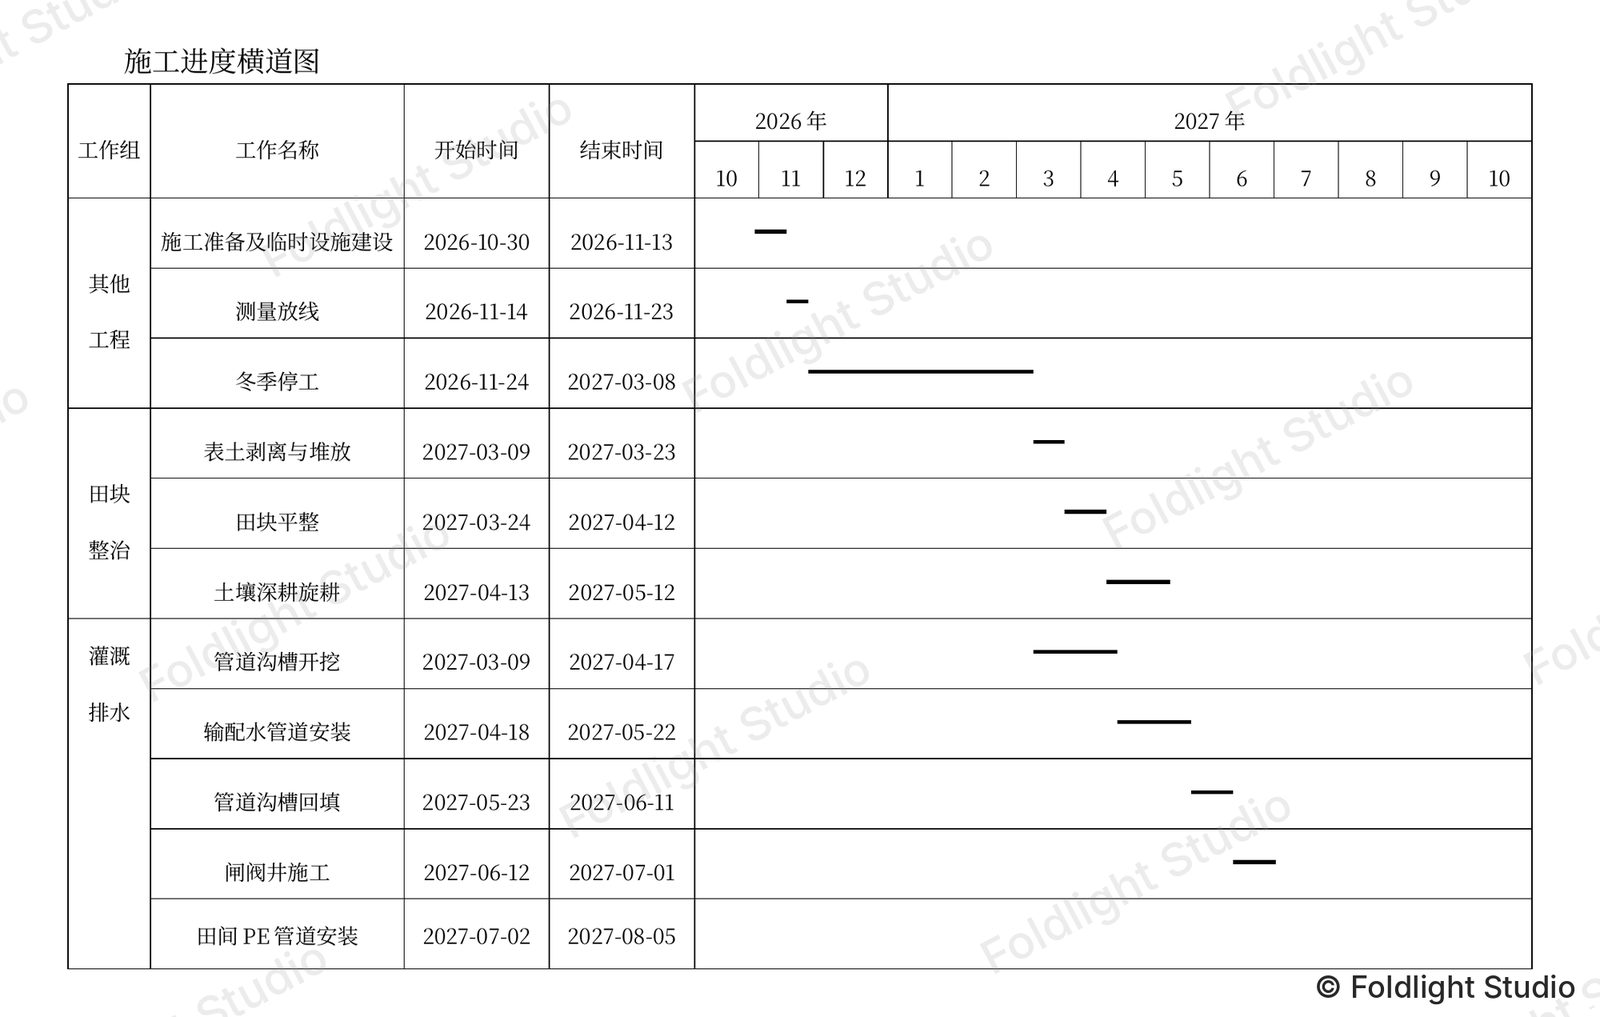 施工进度横道图
工作组 工作名称 开始时间 结束时间 2026 年 2027 年
10 11 12 1 2 3 4 5 6 7 8 9 10
其他
工程
施工准备及临时设施建设 2026-10-30 2026-11-13
测量放线 2026-11-14 2026-11-23
冬季停工 2026-11-24 2027-03-08
田块
整治
表土剥离与堆放 2027-03-09 2027-03-23
田块平整 2027-03-24 2027-04-12
土壤深耕旋耕 2027-04-13 2027-05-12
灌溉
排水
管道沟槽开挖 2027-03-09 2027-04-17
输配水管道安装 2027-04-18 2027-05-22
管道沟槽回填 2027-05-23 2027-06-11
闸阀井施工 2027-06-12 2027-07-01
田间 PE 管道安装 2027-07-02 2027-08-05
© Foldlight Studio
Foldlight Studio